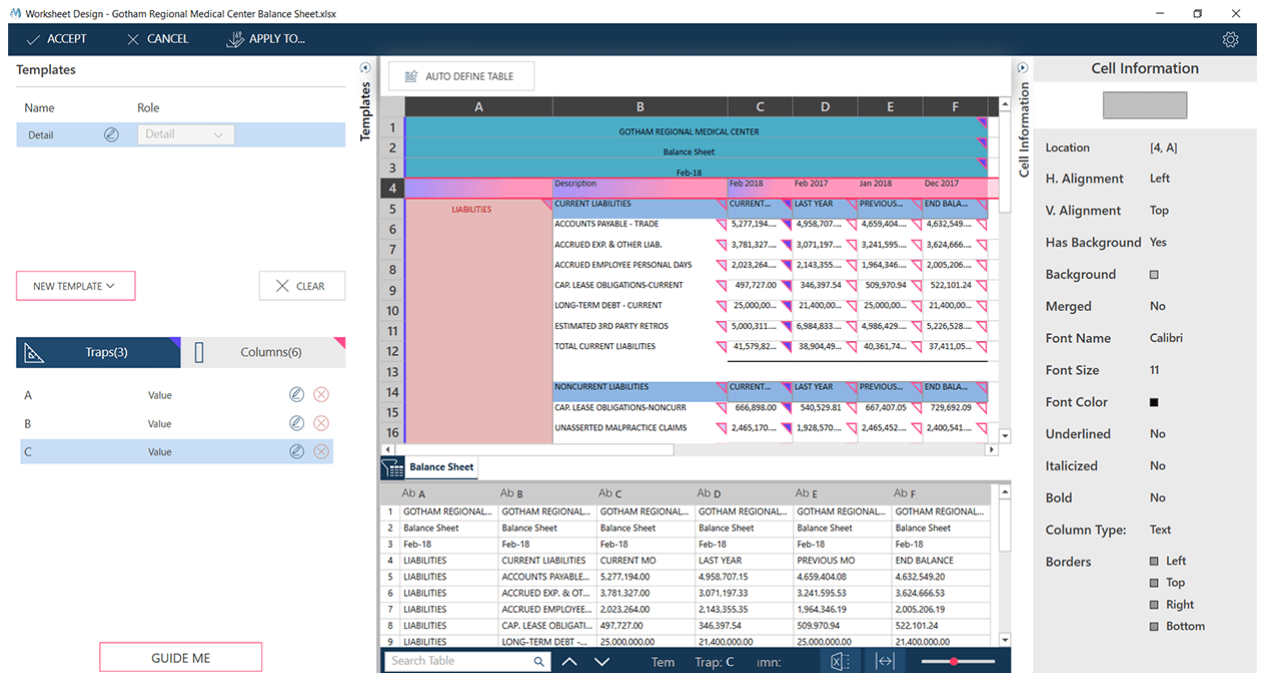 Worksheet Design - Gotham Regional Medical Center Balance Sheet.xlsx
ACCEPT CANCEL APPLY TO...
Templates
Name Role
Detail Detail
NEW TEMPLATE CLEAR
Traps(3) Columns(6)
A Value
B Value
C Value
GUIDE ME
Templates
AUTO DEFINE TABLE
A B C D E F
1 GOTHAM REGIONAL MEDICAL CENTER
2 Balance Sheet
3 Feb-18
4 Description Feb 2018 Feb 2017 Jan 2018 Dec 2017
5 LIABILITIES CURRENT LIABILITIES CURRENT... LAST YEAR PREVIOUS... END BALA...
6 ACCOUNTS PAYABLE - TRADE 5,277,194.... 4,958,707.... 4,659,404.... 4,632,549....
7 ACCRUED EXP. & OTHER LIAB. 3,781,327.... 3,071,197.... 3,241,595.... 3,624,666....
8 ACCRUED EMPLOYEE PERSONAL DAYS 2,023,264.... 2,143,355.... 1,964,346.... 2,005,206....
9 CAP. LEASE OBLIGATIONS-CURRENT 497,727.00 346,397.54 509,970.94 522,101.24
10 LONG-TERM DEBT - CURRENT 25,000,00... 21,400,00... 25,000,00... 21,400,00...
11 ESTIMATED 3RD PARTY RETROS 5,000,311.... 6,984,833.... 4,986,429.... 5,226,528....
12 TOTAL CURRENT LIABILITIES 41,579,82... 38,904,49... 40,361,74... 37,411,05...
13
14 NONCURRENT LIABILITIES CURRENT... LAST YEAR PREVIOUS... END BALA...
15 CAP. LEASE OBLIGATIONS-NONCURR 666,898.00 540,529.81 667,407.05 729,692.09
16 UNASSERTED MALPRACTICE CLAIMS 2,465,170.... 1,928,570.... 2,465,452.... 2,400,541....
Balance Sheet
Ab A Ab B Ab C Ab D Ab E Ab F
1 GOTHAM REGIONAL... GOTHAM REGIONAL... GOTHAM REGIONAL... GOTHAM REGIONAL... GOTHAM REGIONAL... GOTHAM REGIONAL...
2 Balance Sheet Balance Sheet Balance Sheet Balance Sheet Balance Sheet Balance Sheet
3 Feb-18 Feb-18 Feb-18 Feb-18 Feb-18 Feb-18
4 LIABILITIES CURRENT LIABILITIES CURRENT MO LAST YEAR PREVIOUS MO END BALANCE
5 LIABILITIES ACCOUNTS PAYABLE... 5.277,194.00 4.958.707.15 4.659.404.08 4.632,549.20
6 LIABILITIES ACCRUED EXP. & OT... 3.781,327.00 3.071.197.33 3.241.595.53 3.624,666.53
7 LIABILITIES ACCRUED EMPLOYEE... 2.023,264.00 2.143,355.35 1.964,346.19 2.005,206.19
8 LIABILITIES CAP. LEASE OBLIGATI... 497,727.00 346,397.54 509,970.94 522,101.24
9 LIABILITIES LONG-TERM DEBT -... 25.000,000.00 21.400,000.00 25.000,000.00 21.400,000.00
Search Table Tem Trap: C ımn:
Cell Information
Cell Information
Location [4, A]
H. Alignment Left
V. Alignment Top
Has Background Yes
Background
Merged No
Font Name Calibri
Font Size 11
Font Color
Underlined No
Italicized No
Bold No
Column Type: Text
Borders Left
Top
Right
Bottom